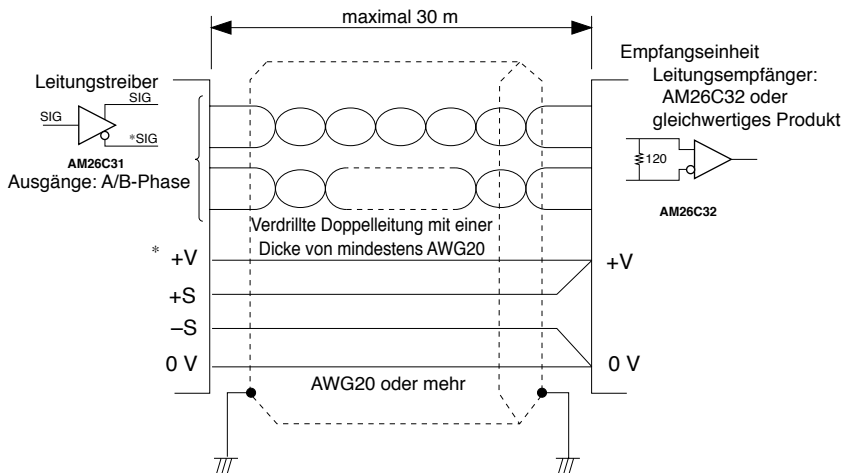 maximal 30 m
Leitungstreiber
SIG
SIG
*SIG
AM26C31
Ausgänge: A/B-Phase
Empfangseinheit
Leitungsempfänger:
AM26C32 oder
gleichwertiges Produkt
120
AM26C32
Verdrillte Doppelleitung mit einer
Dicke von mindestens AWG20
* +V
+S
–S
0 V
+V
0 V
AWG20 oder mehr